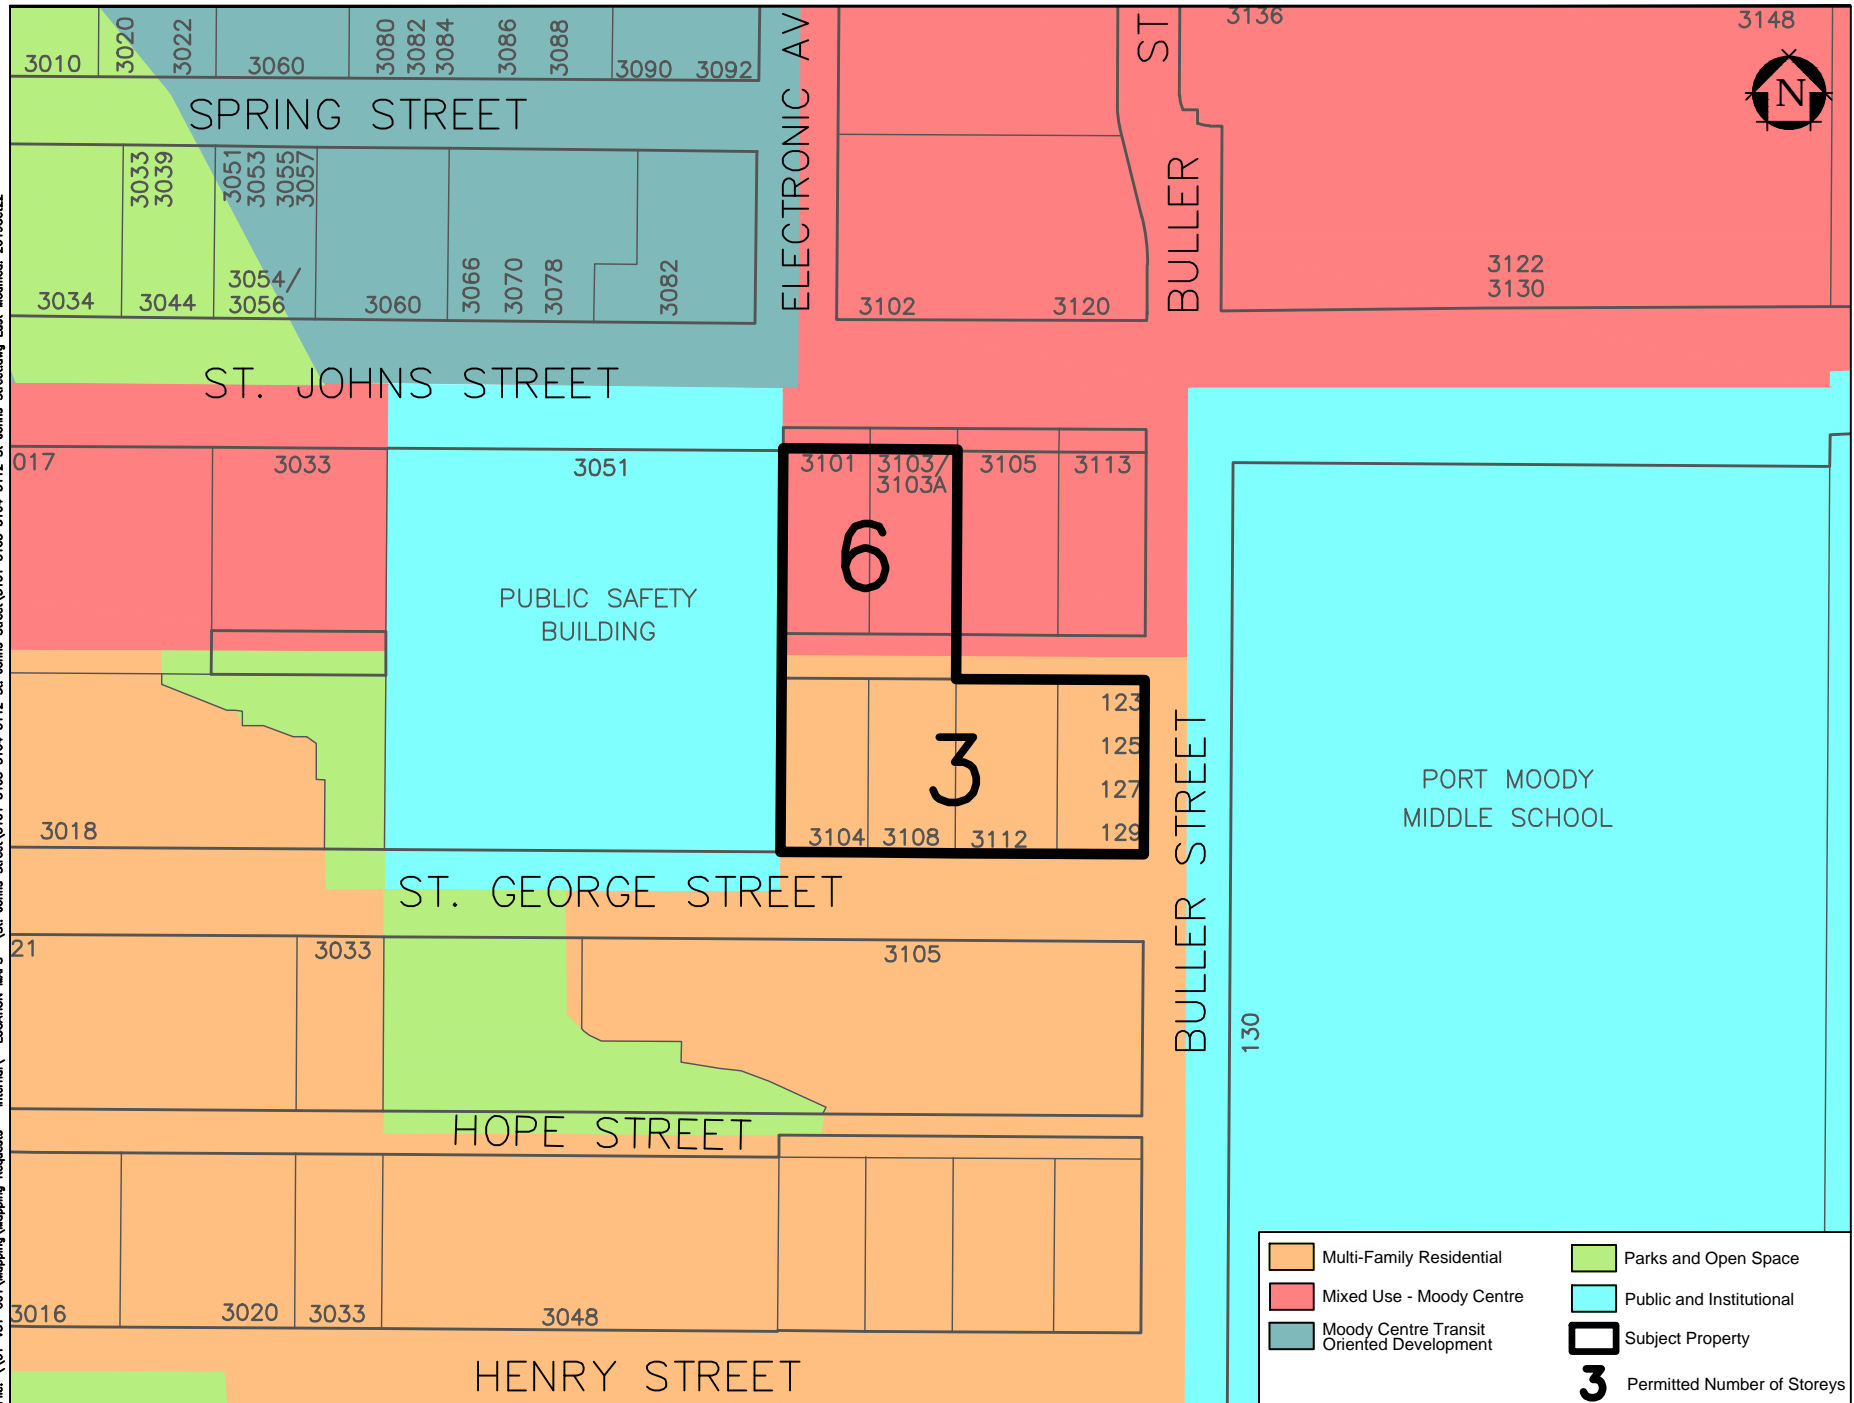 3010
3020
3022
3060
3080
3082
3084
3086
3088
3090 3092
ELECTRONIC AV
BULLER ST
3136
3148
N
SPRING STREET
3033
3039
3051
3053
3055
3057
3034
3044
3054/
3056
3060
3066
3070
3078
3082
3102
3120
3122
3130
ST. JOHNS STREET
017
3033
3051
3101
3103/
3103A
3105
3113
6
PUBLIC SAFETY
BUILDING
3
123
125
127
129
3018
3104
3108
3112
BULLER STREET
PORT MOODY
MIDDLE SCHOOL
ST. GEORGE STREET
21
3033
3105
130
HOPE STREET
3016
3020
3033
3048
HENRY STREET
Multi-Family Residential
Mixed Use - Moody Centre
Moody Centre Transit
Oriented Development
Parks and Open Space
Public and Institutional
Subject Property
3 Permitted Number of Storeys